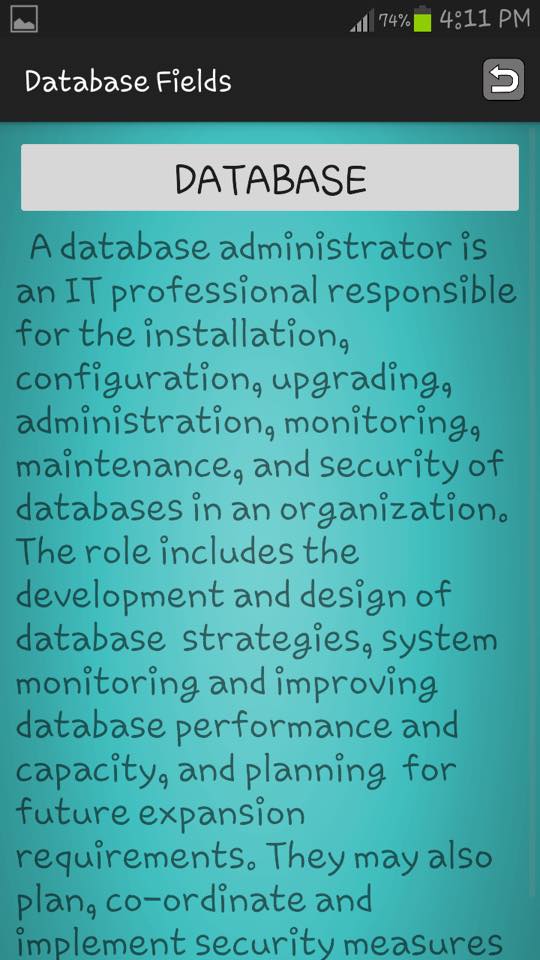 74% 4:11 PM
Database Fields
DATABASE
A database administrator is
an IT professional responsible
for the installation,
configuration, upgrading,
administration, monitoring,
maintenance, and security of
databases in an organization.
The role includes the
development and design of
database strategies, system
monitoring and improving
database performance and
capacity, and planning for
future expansion
requirements. They may also
plan, co-ordinate and
implement security measures